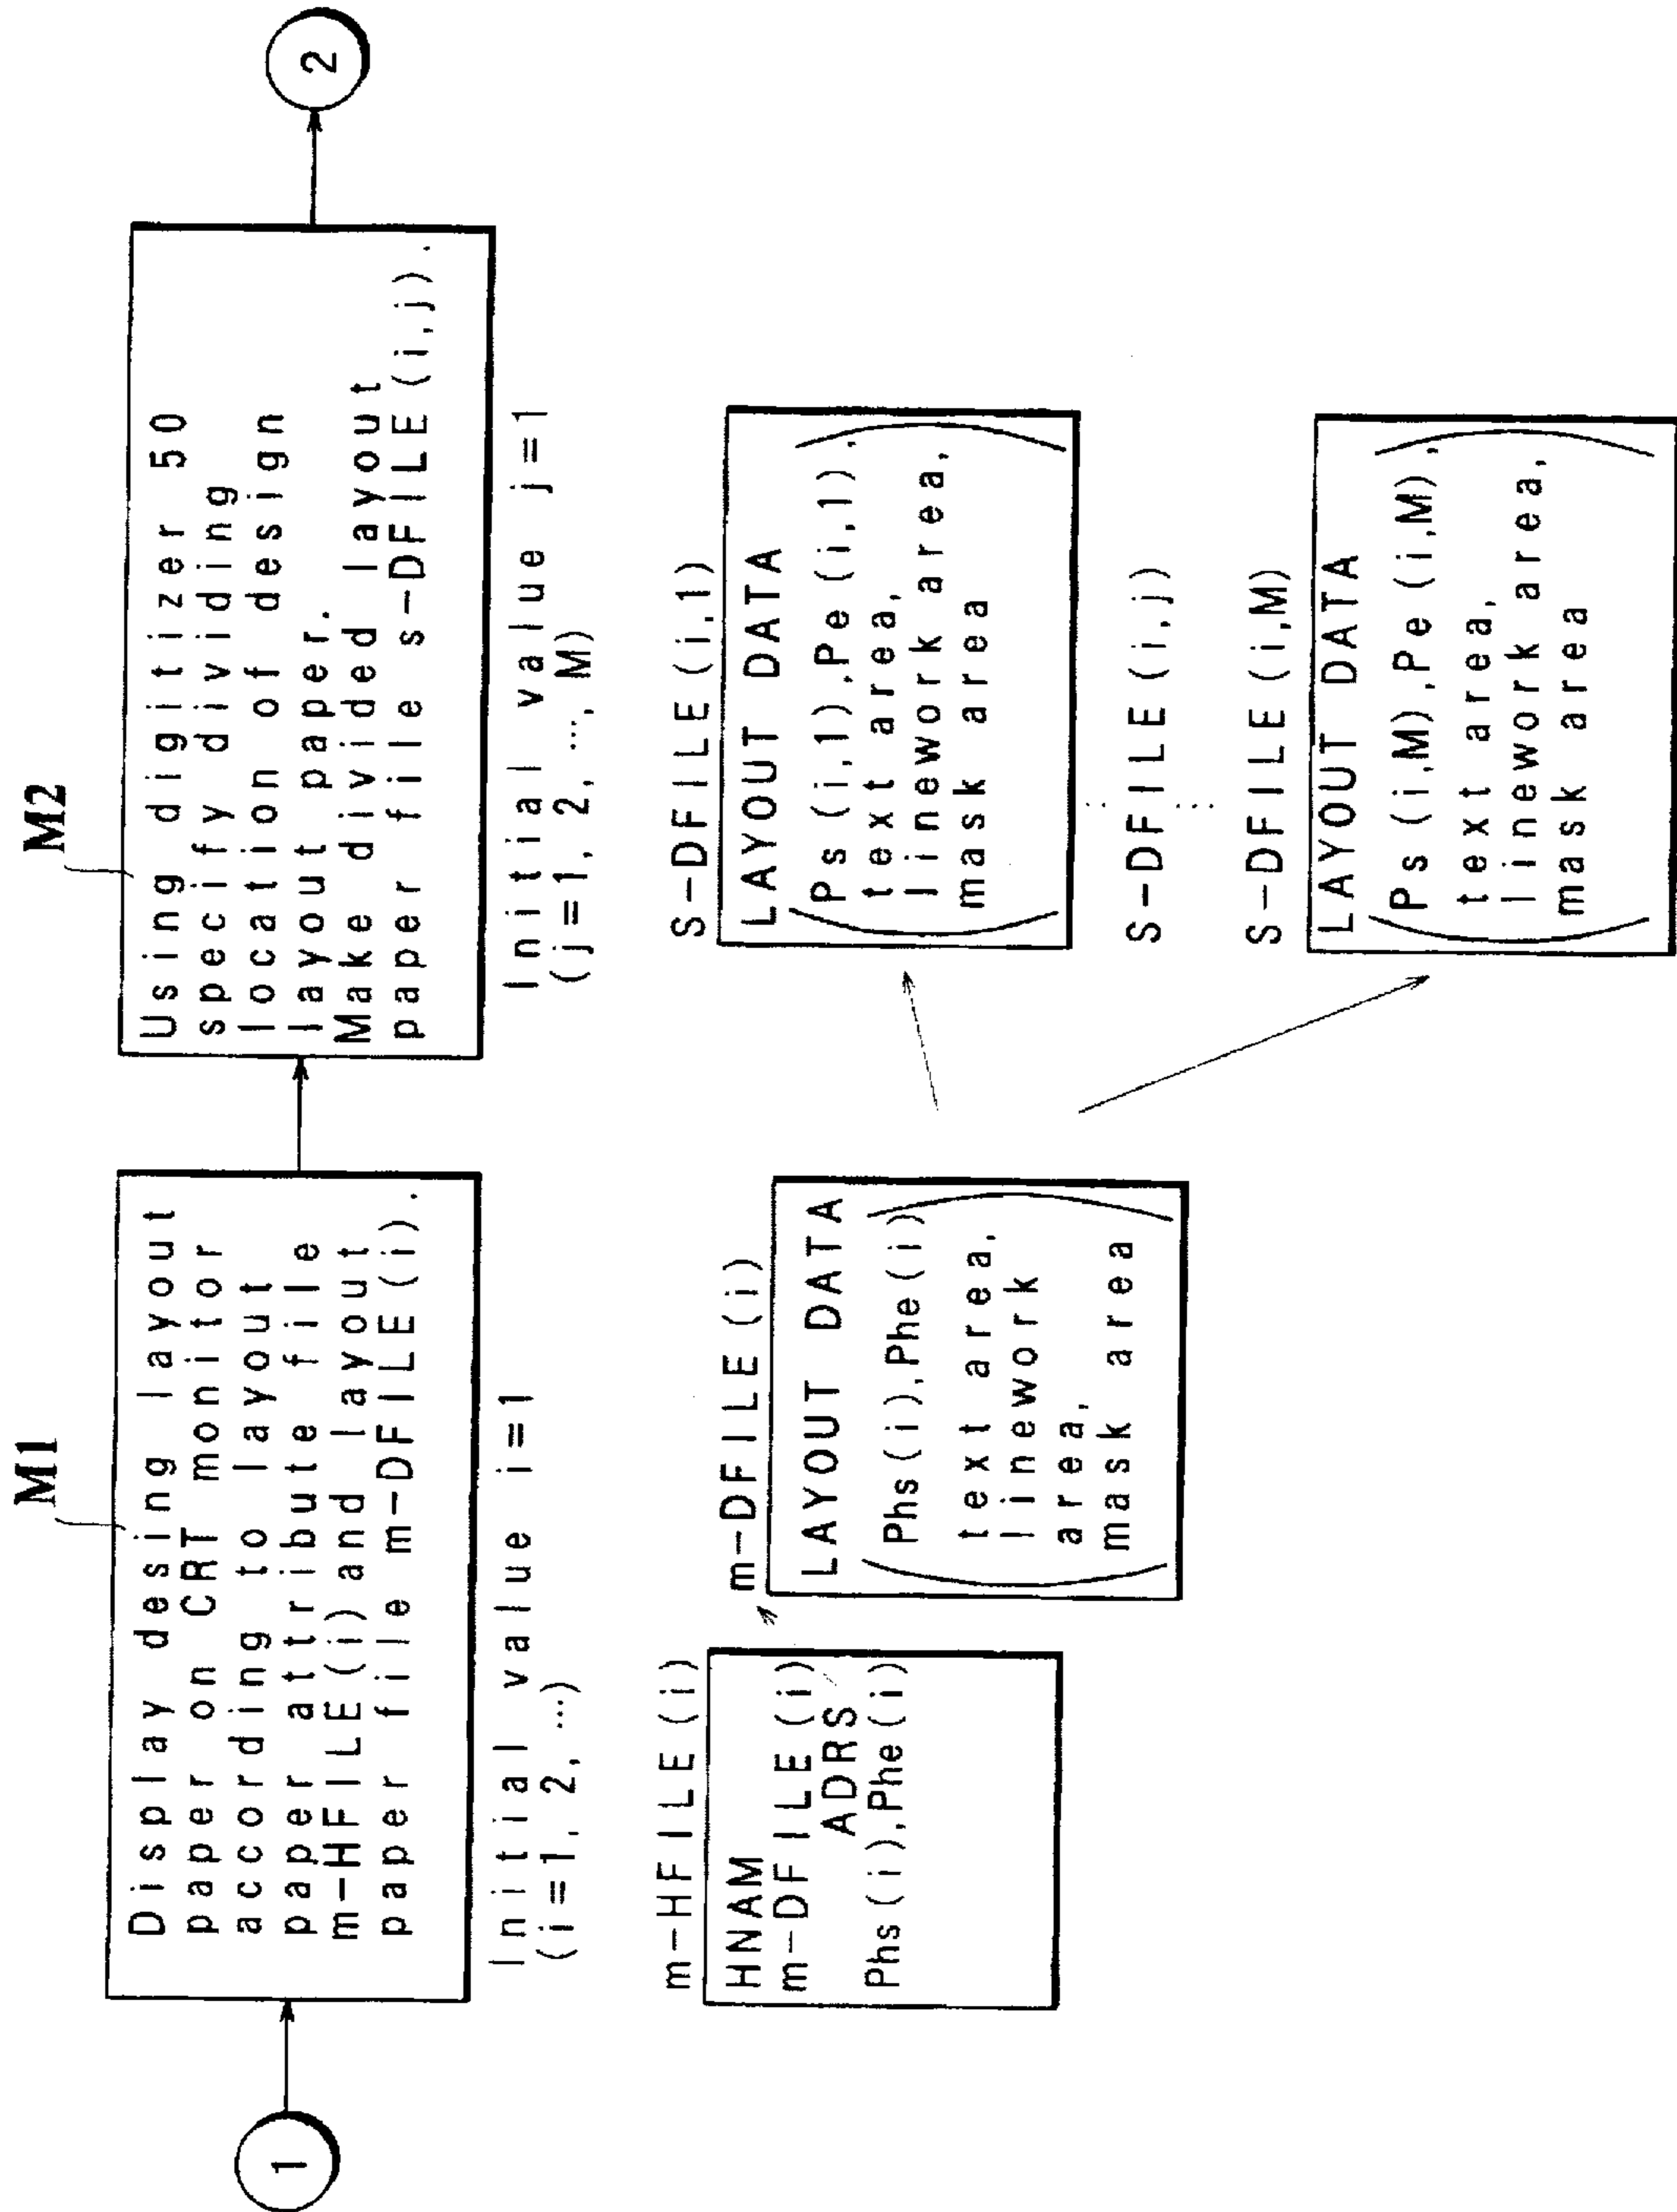 1
M1
Display desing layout
paper on CRT monitor
according to layout
paper attribute file
m-HFILE(i) and layout
paper file m-DFILE(i).
Initial value i=1
(i=1, 2, ...)
M2
Using digitizer 50
specify dividing
location of design
layout paper.
Make divided layout
paper file s-DFILE(i,j).
Initial value j=1
(j=1, 2, ..., M)
2
m-HFILE(i)
HNAM
m-DFILE(i)
ADRS
Phs(i),Phe(i)
m-DFILE(i)
LAYOUT DATA
Phs(i),Phe(i)
text area,
linework
area,
mask area
S-DFILE(i,1)
LAYOUT DATA
Ps(i,1),Pe(i,1),
text area,
linework area,
mask area
S-DFILE(i,j)
S-DFILE(i,M)
LAYOUT DATA
Ps(i,M),Pe(i,M),
text area,
linework area,
mask area